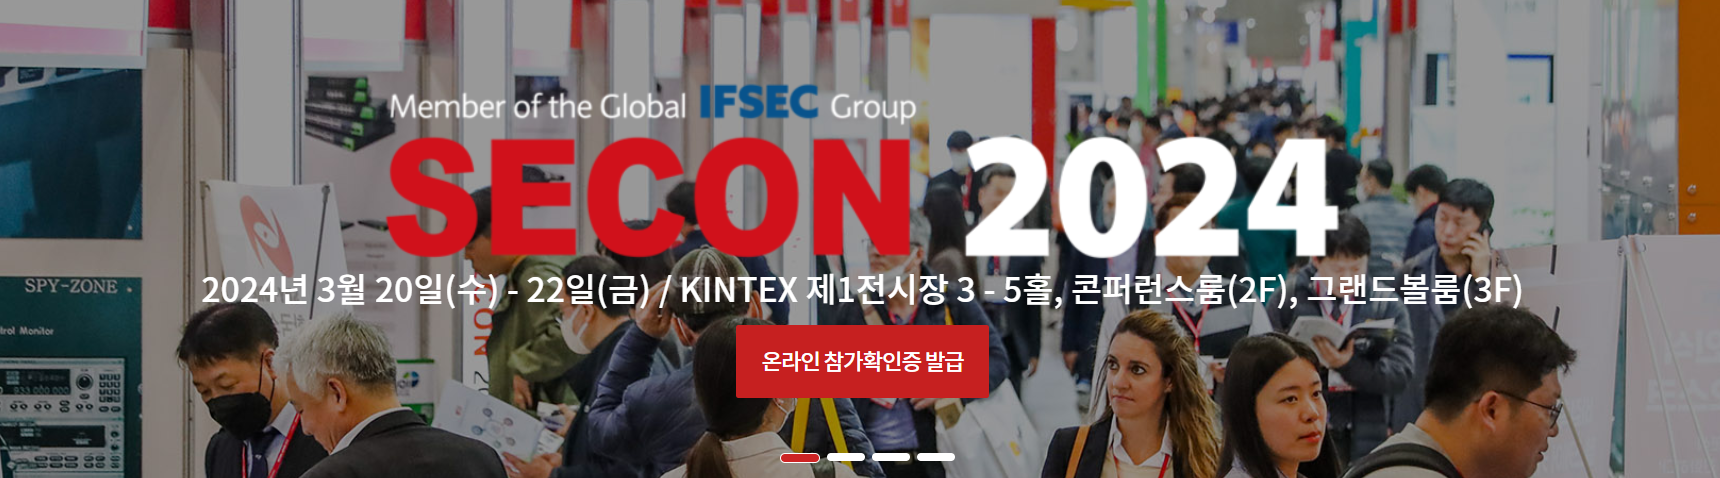 Member of the Global IFSEC Group
SECON 2024
2024년 3월 20일(수) - 22일(금) / KINTEX 제1전시장 3 - 5홀, 콘퍼런스룸(2F), 그랜드볼룸(3F)
온라인 참가확인증 발급
SPY-ZONE
trol Monitor